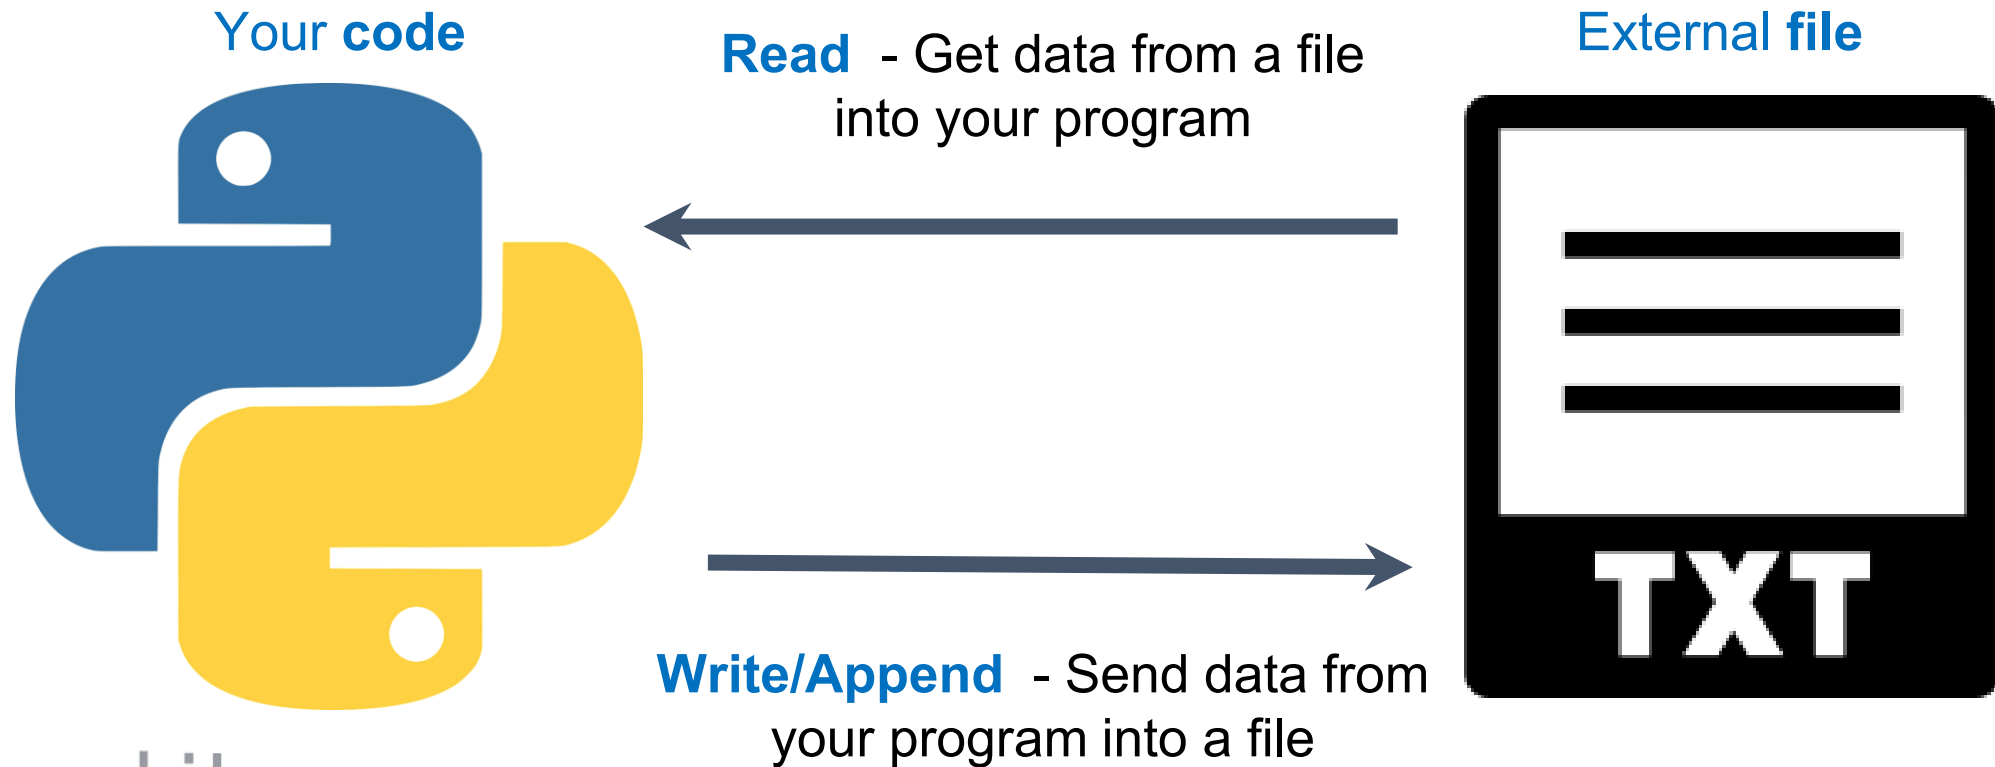 Your code
Read - Get data from a file
into your program
External file
TXT
Write/Append - Send data from
your program into a file